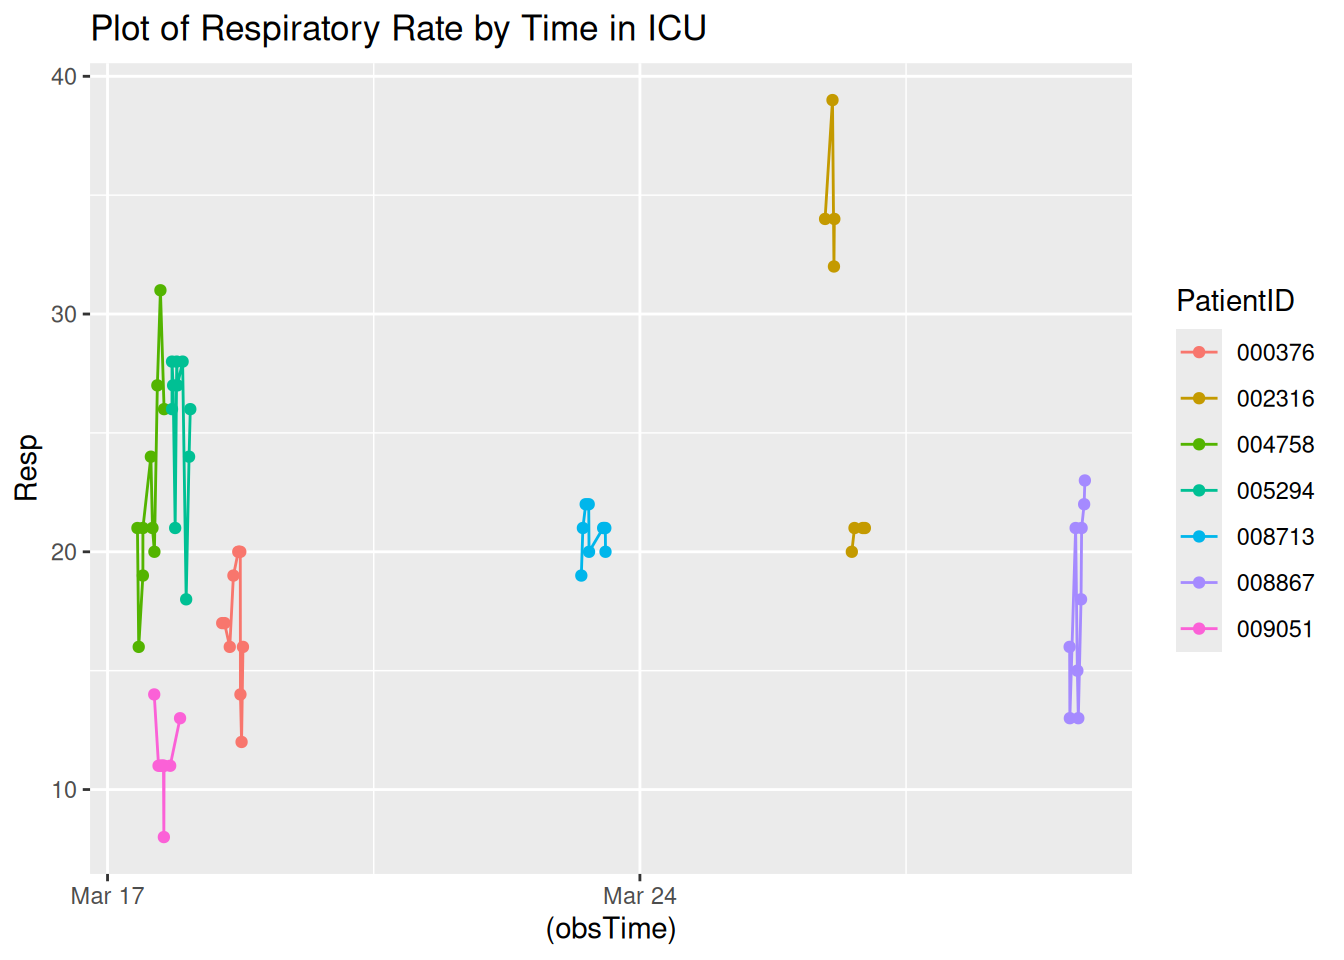 Plot of Respiratory Rate by Time in ICU
40
30
20
10
Resp
Mar 17
Mar 24
(obsTime)
PatientID
000376
002316
004758
005294
008713
008867
009051